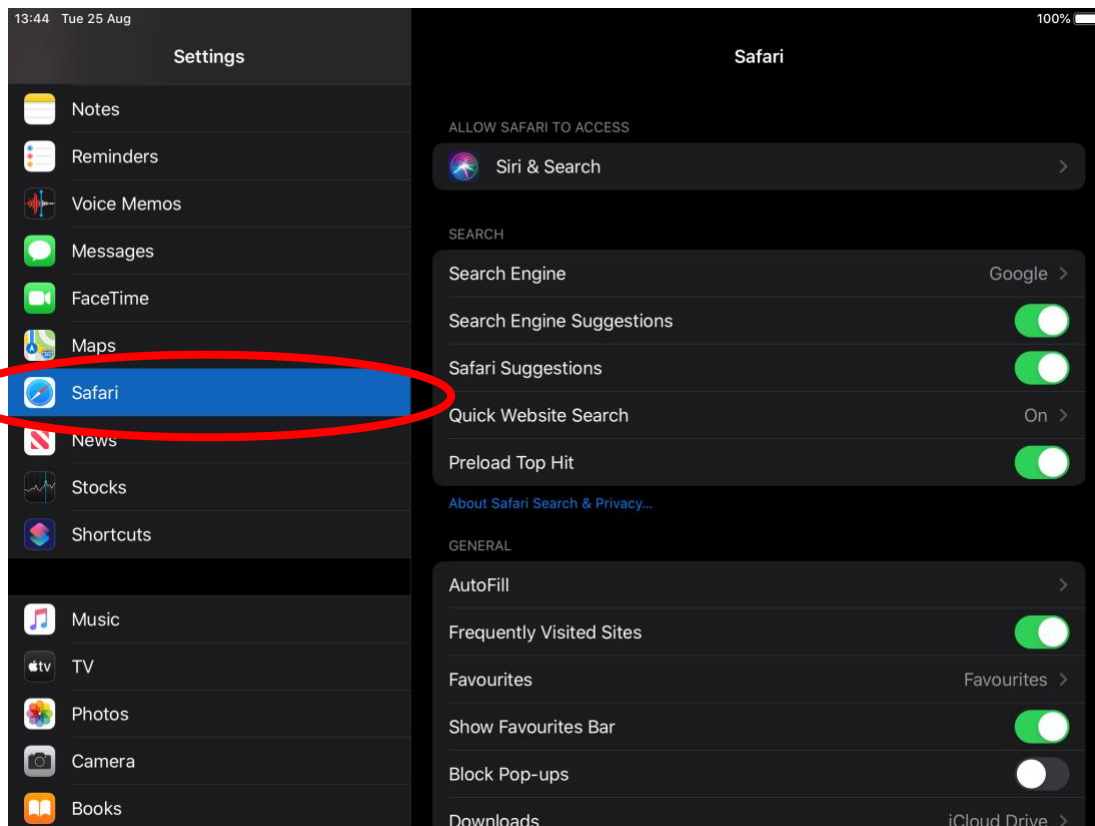 13:44 Tue 25 Aug
100%
Settings
Notes
Reminders
Voice Memos
Messages
FaceTime
Maps
Safari
News
Stocks
Shortcuts
Music
tv TV
Photos
Camera
Books
Safari
ALLOW SAFARI TO ACCESS
Siri & Search
SEARCH
Search Engine Google
Search Engine Suggestions
Safari Suggestions
Quick Website Search On
Preload Top Hit
About Safari Search & Privacy...
GENERAL
AutoFill
Frequently Visited Sites
Favourites Favourites
Show Favourites Bar
Block Pop-ups
Downloads iCloud Drive